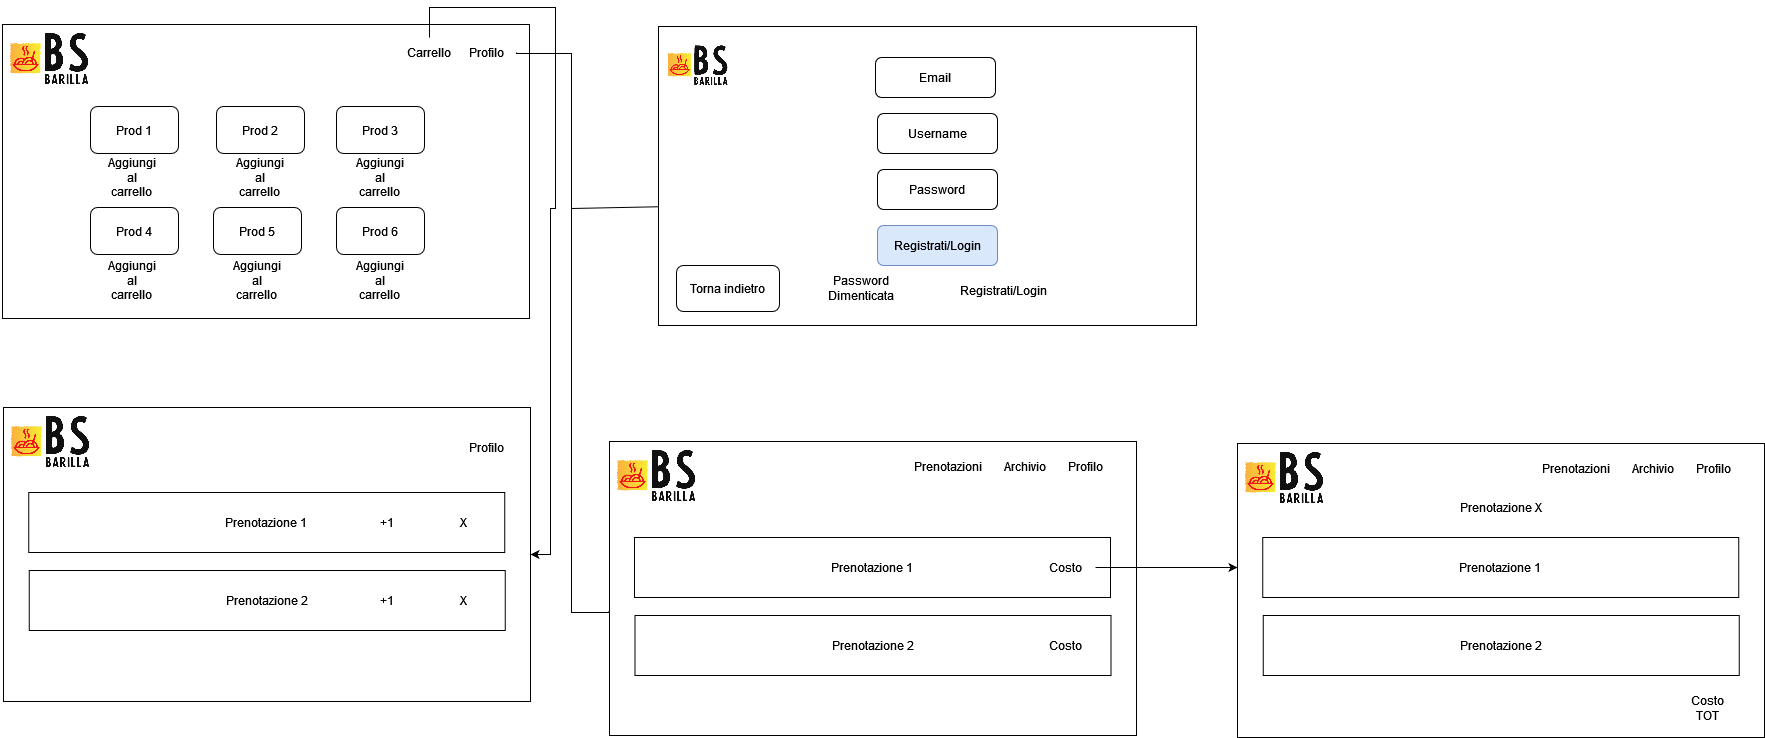 BS
BARILLA
Carrello
Profilo
Prod 1
Prod 2
Prod 3
Aggiungi
al
carrello
Aggiungi
al
carrello
Aggiungi
al
carrello
Prod 4
Prod 5
Prod 6
Aggiungi
al
carrello
Aggiungi
al
carrello
Aggiungi
al
carrello
BS
BARILLA
Email
Username
Password
Registrati/Login
Torna indietro
Password
Dimenticata
Registrati/Login
BS
BARILLA
Profilo
Prenotazione 1
+1
X
Prenotazione 2
+1
X
BS
BARILLA
Prenotazioni
Archivio
Profilo
Prenotazione 1
Costo
Prenotazione 2
Costo
BS
BARILLA
Prenotazioni
Archivio
Profilo
Prenotazione X
Prenotazione 1
Prenotazione 2
Costo
TOT